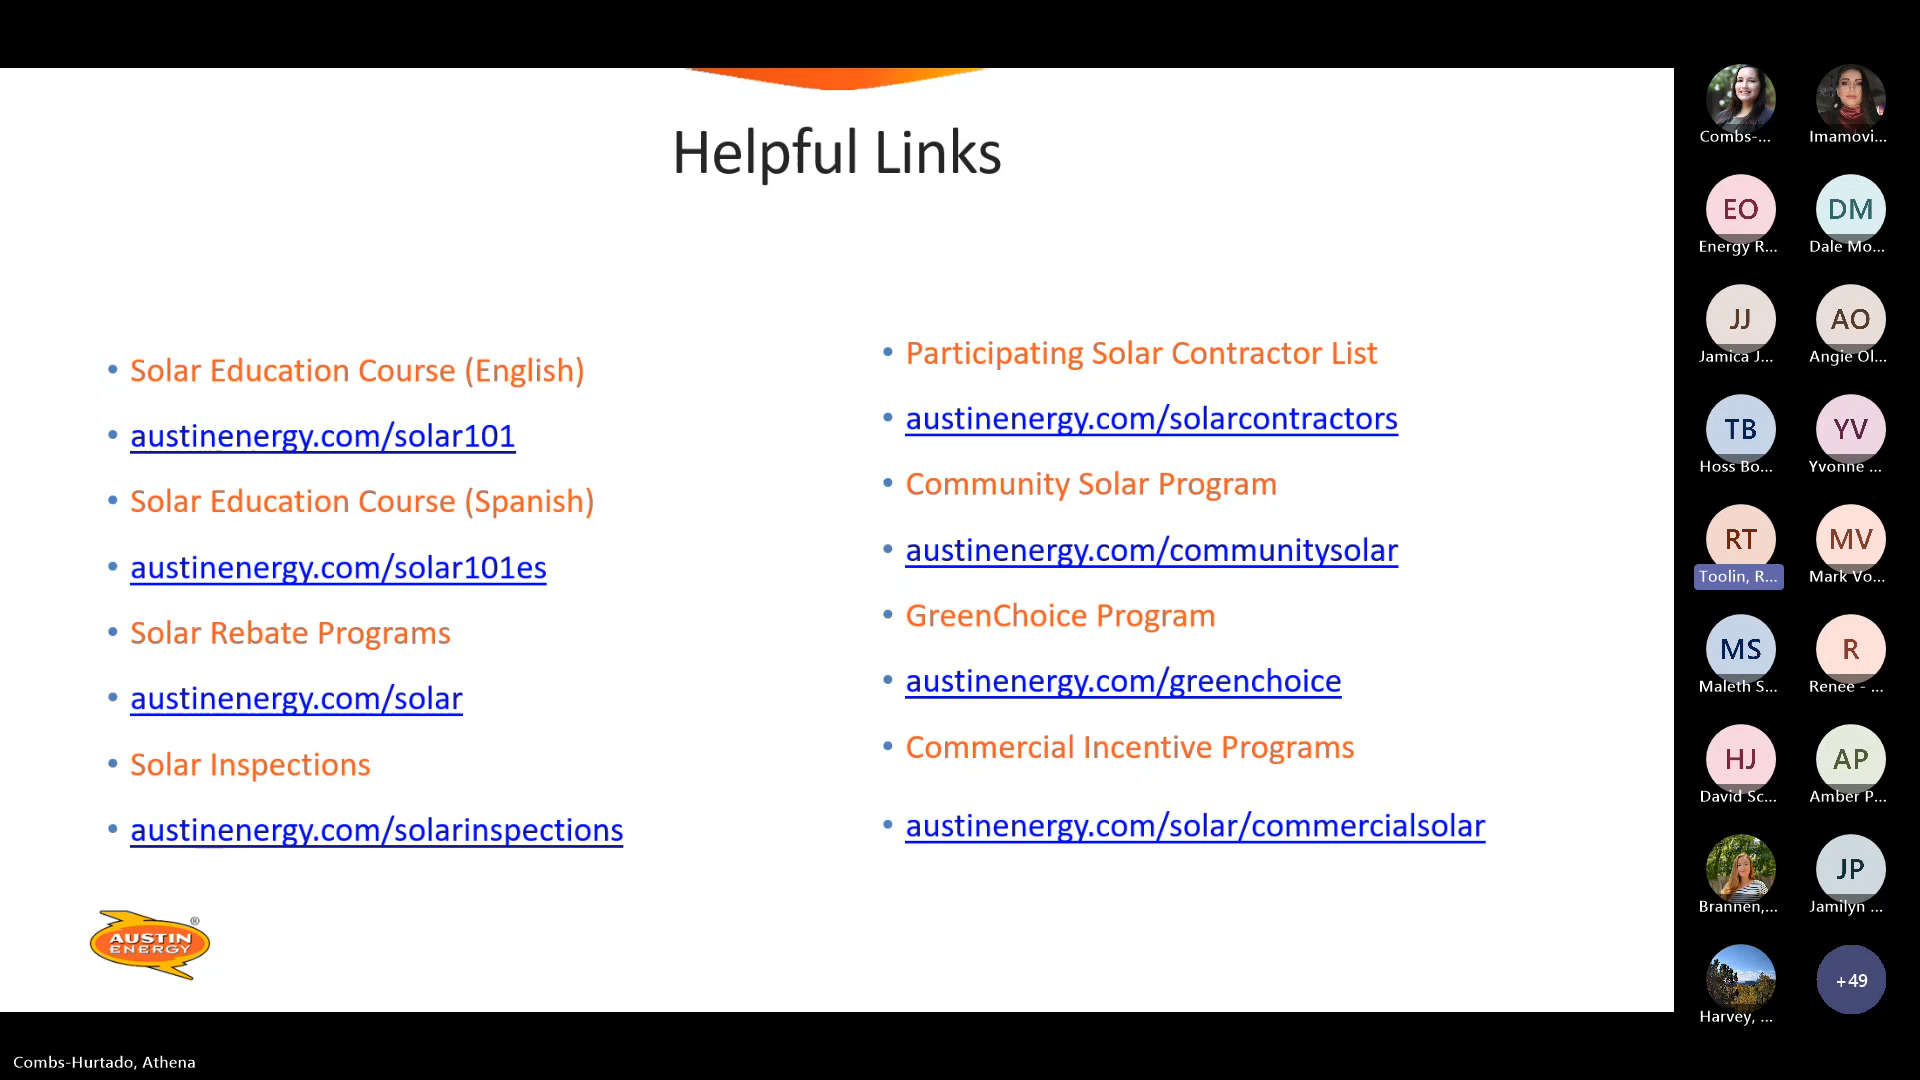 Helpful Links
• Solar Education Course (English)
• austinenergy.com/solar101
• Solar Education Course (Spanish)
• austinenergy.com/solar101es
• Solar Rebate Programs
• austinenergy.com/solar
• Solar Inspections
• austinenergy.com/solarinspections
• Participating Solar Contractor List
• austinenergy.com/solarcontractors
• Community Solar Program
• austinenergy.com/communitysolar
• GreenChoice Program
• austinenergy.com/greenchoice
• Commercial Incentive Programs
• austinenergy.com/solar/commercialsolar
AUSTIN
ENERGY
®
Combs-...
Imamovi...
EO
Energy R...
DM
Dale Mo...
JJ
Jamica J...
AO
Angie Ol...
TB
Hoss Bo...
YV
Yvonne ...
RT
Toolin, R...
MV
Mark Vo...
MS
Maleth S...
R
Renee - ...
HJ
David Sc...
AP
Amber P...
Brannen,...
JP
Jamilyn ...
Harvey, ...
+49
Combs-Hurtado, Athena